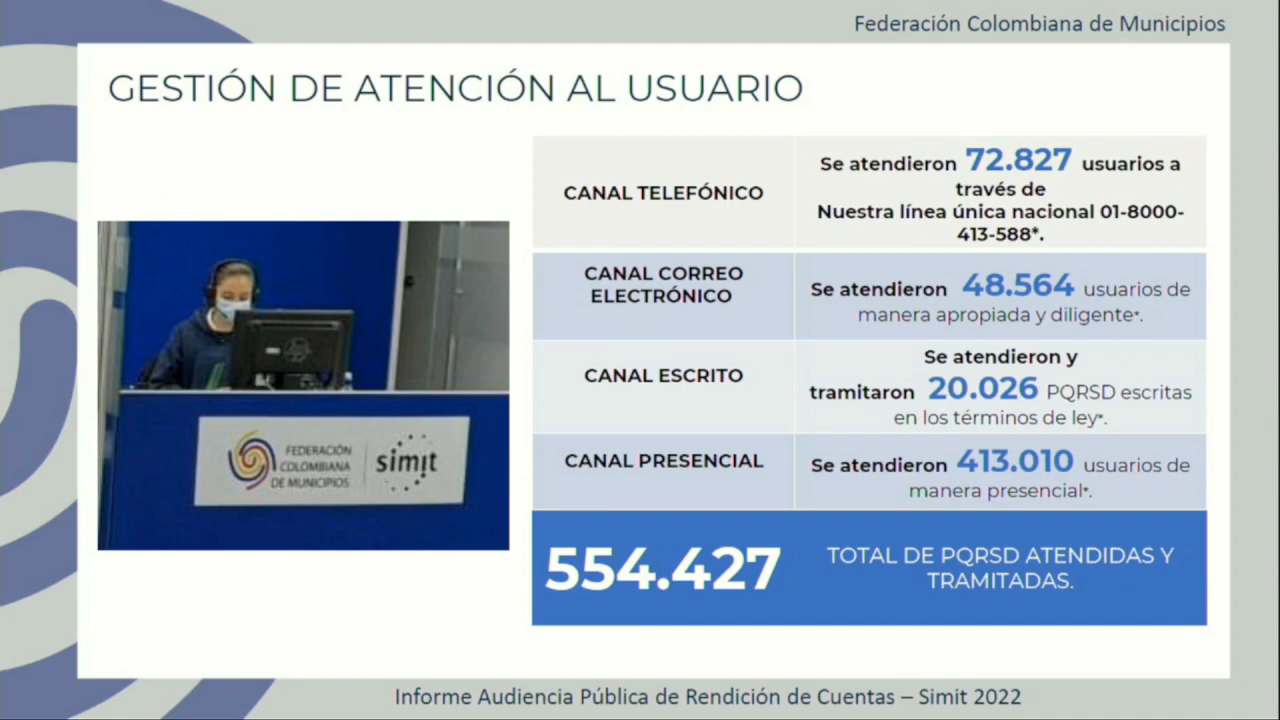 Federación Colombiana de Municipios
GESTIÓN DE ATENCIÓN AL USUARIO
CANAL TELEFÓNICO
Se atendieron 72.827 usuarios a
través de
Nuestra línea única nacional 01-8000-
413-588*.
CANAL CORREO
ELECTRÓNICO
Se atendieron 48.564 usuarios de
manera apropiada y diligente*.
CANAL ESCRITO
Se atendieron y
tramitaron 20.026 PQRSD escritas
en los términos de ley*.
CANAL PRESENCIAL
Se atendieron 413.010 usuarios de
manera presencial*.
554.427
TOTAL DE PQRSD ATENDIDAS Y
TRAMITADAS.
FEDERACIÓN
COLOMBIANA
DE MUNICIPIOS
simit
Informe Audiencia Pública de Rendición de Cuentas – Simit 2022